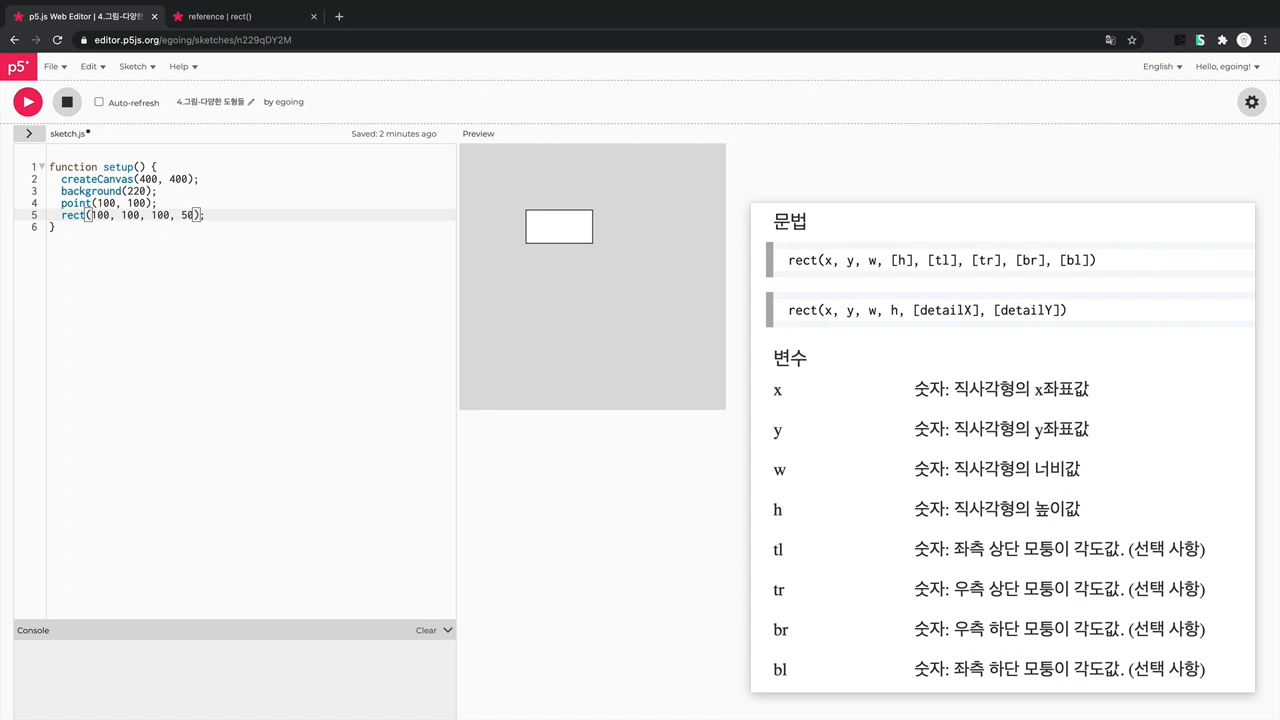 p5.js Web Editor | 4.그림-다양한
reference | rect()
editor.p5js.org/egoing/sketches/n229qDY2M
p5* File Edit Sketch Help English Hello, egoing!
Auto-refresh 4.그림-다양한 도형들 by egoing
sketch.js Saved: 2 minutes ago Preview
1 function setup() {
2 createCanvas(400, 400);
3 background(220);
4 point(100, 100);
5 rect(100, 100, 100, 50);
6 }
문법
rect(x, y, w, [h], [tl], [tr], [br], [bl])
rect(x, y, w, h, [detailX], [detailY])
변수
x 숫자: 직사각형의 x좌표값
y 숫자: 직사각형의 y좌표값
w 숫자: 직사각형의 너비값
h 숫자: 직사각형의 높이값
tl 숫자: 좌측 상단 모퉁이 각도값. (선택 사항)
tr 숫자: 우측 상단 모퉁이 각도값. (선택 사항)
br 숫자: 우측 하단 모퉁이 각도값. (선택 사항)
bl 숫자: 좌측 하단 모퉁이 각도값. (선택 사항)
Console Clear